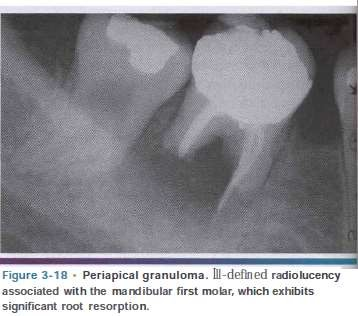 Figure 3-18 • Periapical granuloma. Ill-defined radiolucency
associated with the mandibular first molar, which exhibits
significant root resorption.